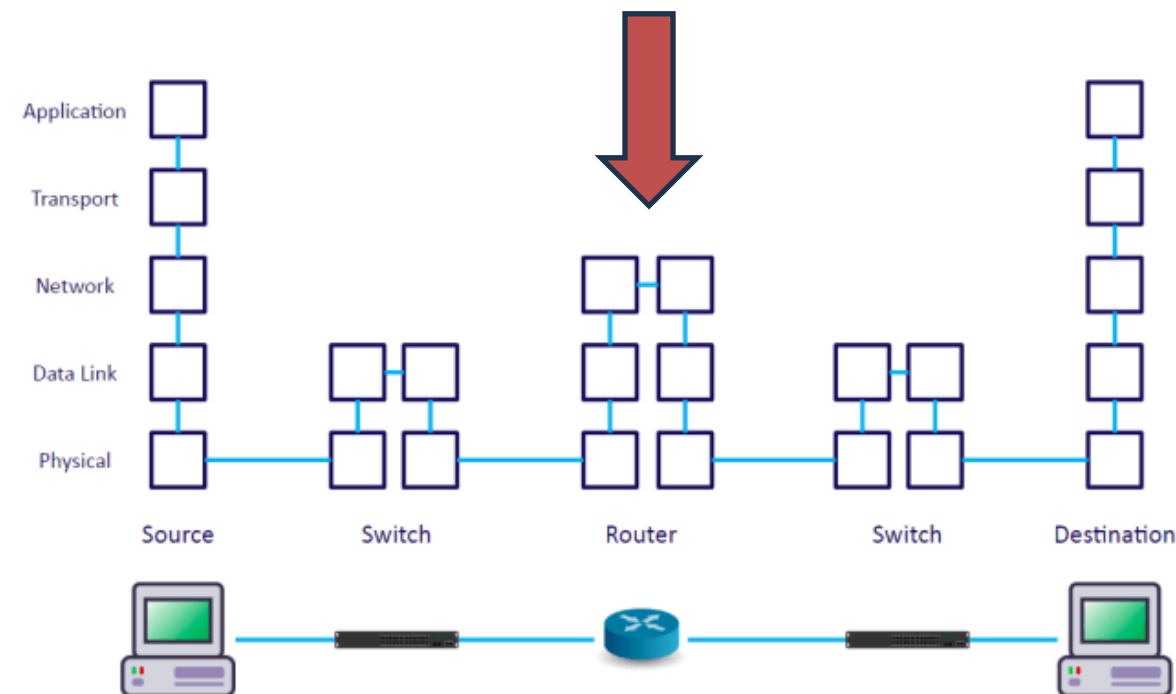 Application
Transport
Network
Data Link
Physical
Source Switch Router Switch Destination